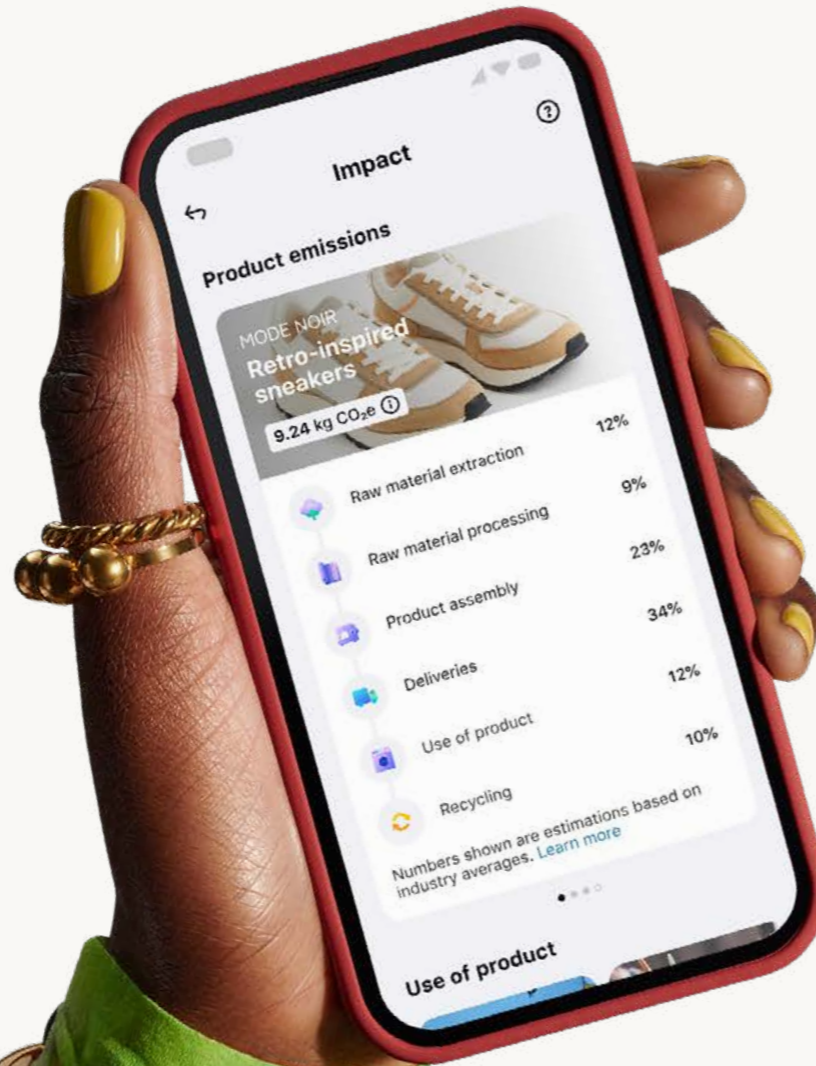 Impact
Product emissions
MODE NOIR
Retro-inspired
sneakers
9.24 kg CO₂e
Raw material extraction 12%
Raw material processing 9%
Product assembly 23%
Deliveries 34%
Use of product 12%
Recycling 10%
Numbers shown are estimations based on
industry averages. Learn more
Use of product